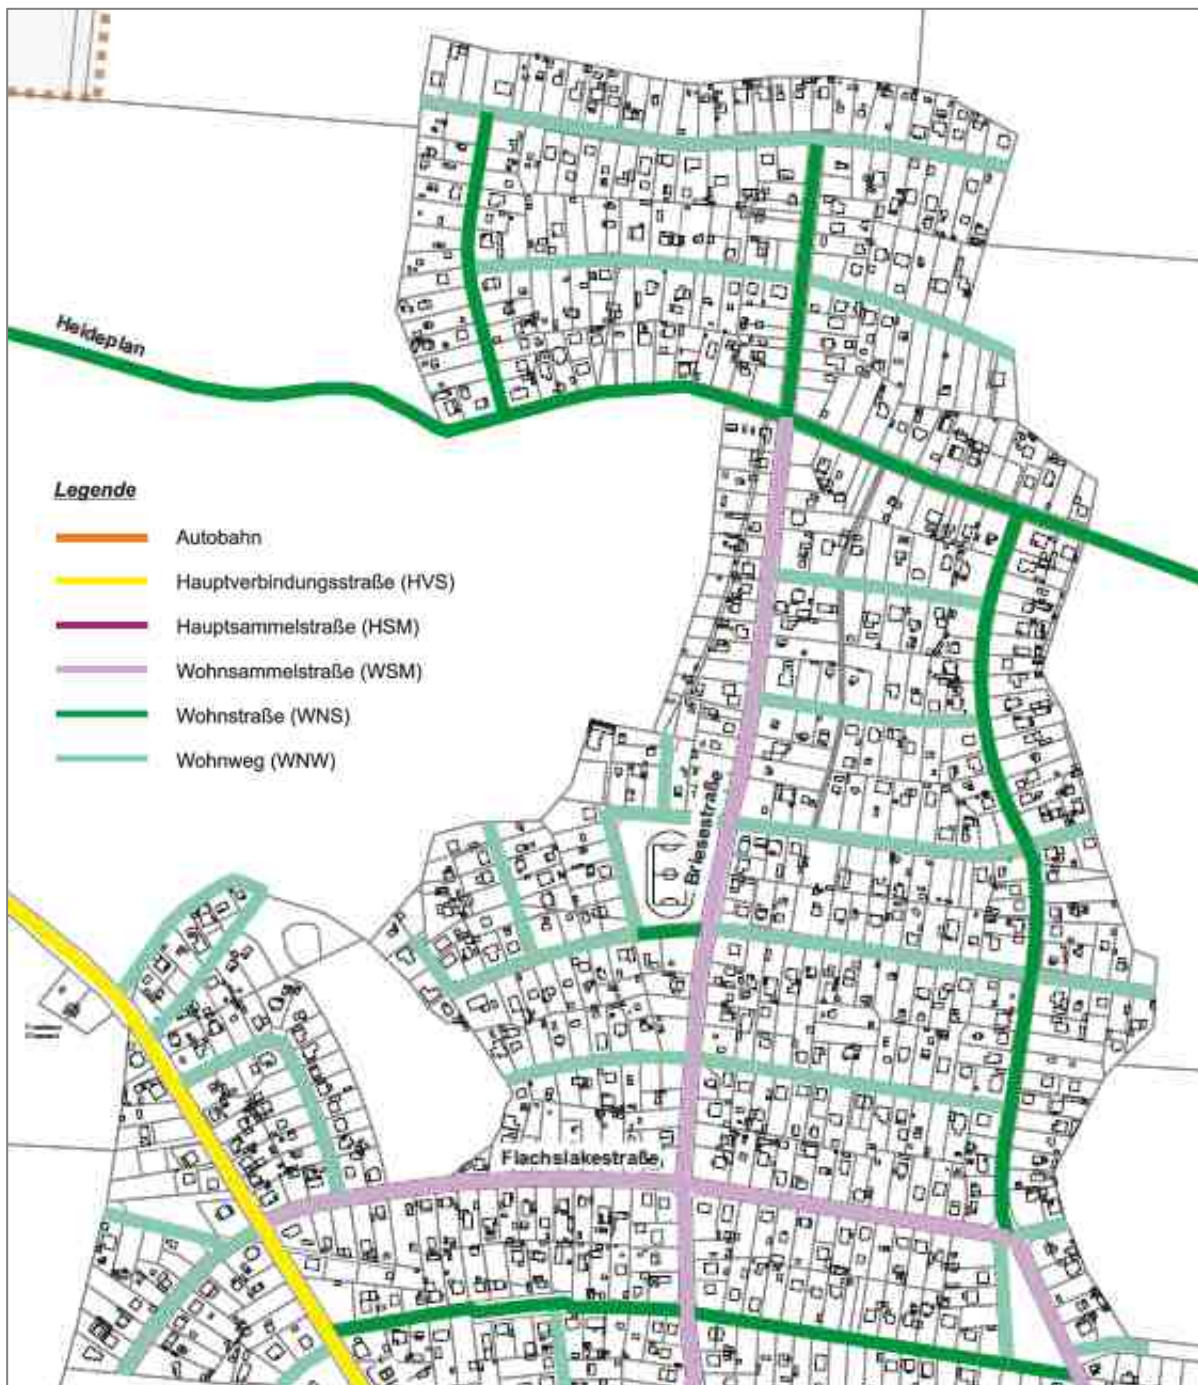 Heideplan
Legende
Autobahn
Hauptverbindungsstraße (HVS)
Hauptsammelstraße (HSM)
Wohnsammelstraße (WSM)
Wohnstraße (WNS)
Wohnweg (WNW)
Briesestraße
Flachslakestraße